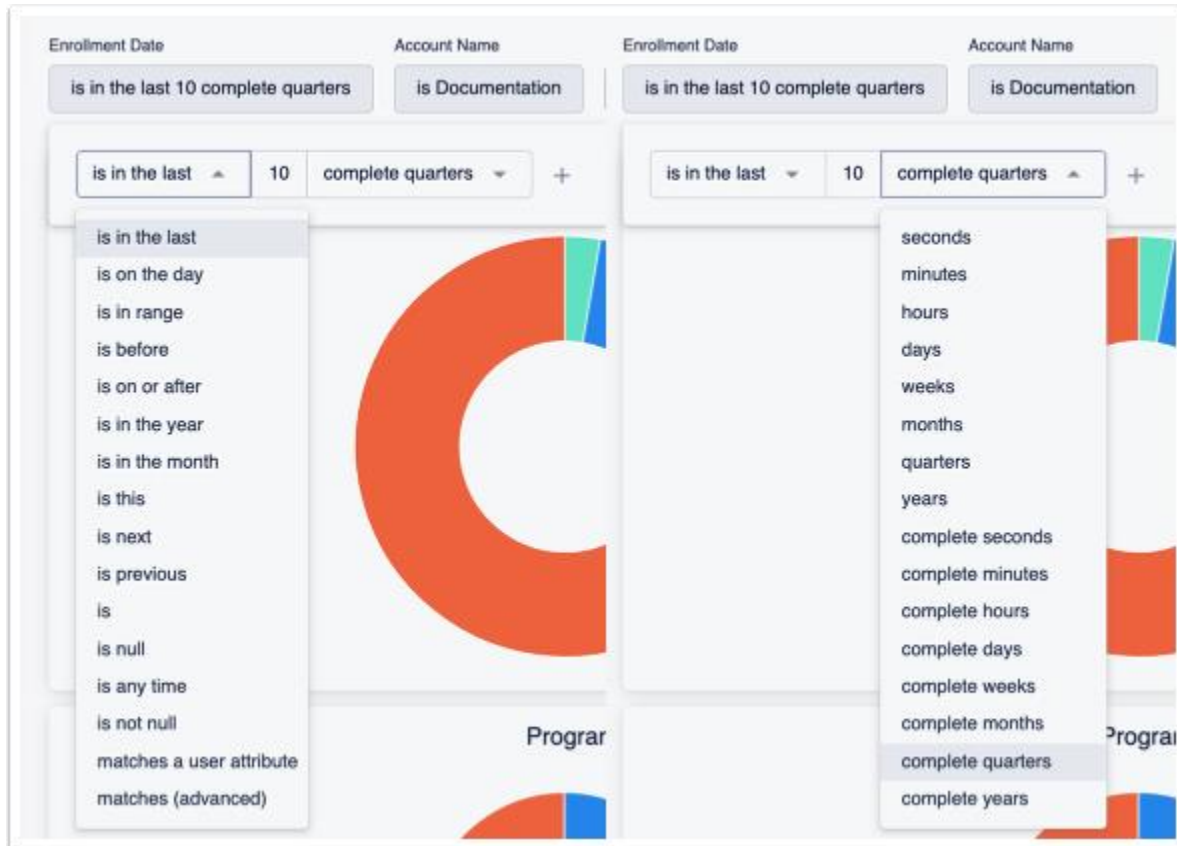 Enrollment Date
Account Name
is in the last 10 complete quarters
is Documentation
is in the last
10
complete quarters
+
is in the last
is on the day
is in range
is before
is on or after
is in the year
is in the month
is this
is next
is previous
is
is null
is any time
is not null
matches a user attribute
matches (advanced)
Prograr
Enrollment Date
Account Name
is in the last 10 complete quarters
is Documentation
is in the last
10
complete quarters
+
seconds
minutes
hours
days
weeks
months
quarters
years
complete seconds
complete minutes
complete hours
complete days
complete weeks
complete months
complete quarters
complete years
Prograr